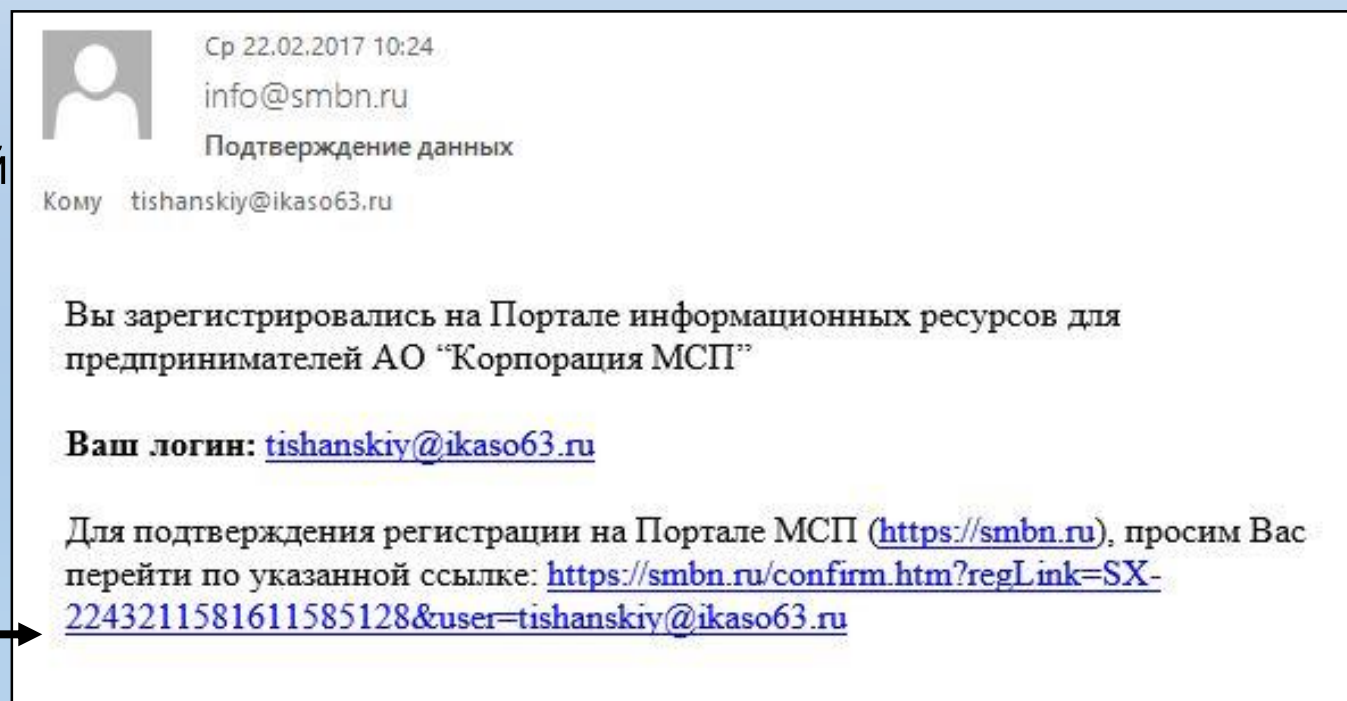 Ср 22.02.2017 10:24
info@smbn.ru
Подтверждение данных
й
Кому tishanskiy@ikaso63.ru
Вы зарегистрировались на Портале информационных ресурсов для
предпринимателей АО “Корпорация МСП”
Ваш логин: tishanskiy@ikaso63.ru
Для подтверждения регистрации на Портале МСП (https://smbn.ru), просим Вас
перейти по указанной ссылке: https://smbn.ru/confirm.htm?regLink=SX-
2243211581611585128&user=tishanskiy@ikaso63.ru